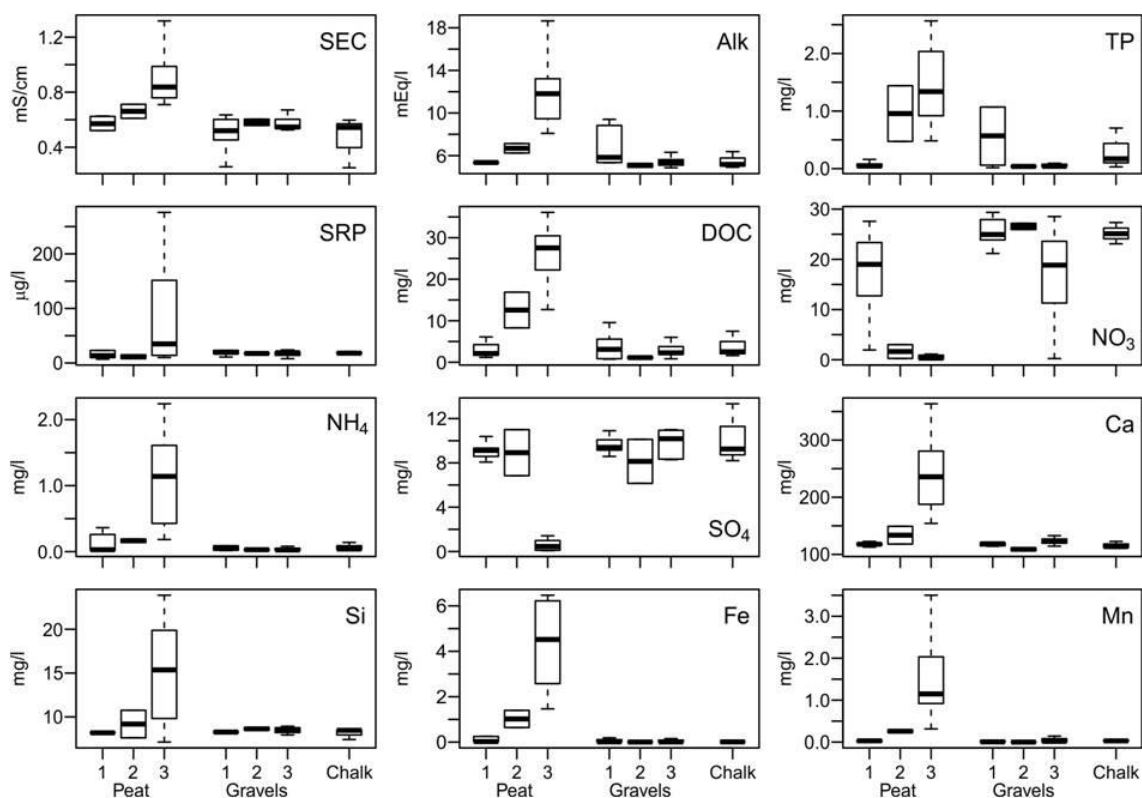 SEC
mS/cm
1.2
0.8
0.4
Alk
mEq/l
18
14
10
6
TP
mg/l
2.0
1.0
0.0
SRP
µg/l
200
100
0
DOC
mg/l
30
20
10
0
NO3
mg/l
30
20
10
0
NH4
mg/l
2.0
1.0
0.0
SO4
mg/l
12
8
4
0
Ca
mg/l
300
200
100
Si
mg/l
20
15
10
Fe
mg/l
6
4
2
0
Mn
mg/l
3.0
2.0
1.0
0.0
1 2 3 1 2 3 Chalk
Peat Gravels
1 2 3 1 2 3 Chalk
Peat Gravels
1 2 3 1 2 3 Chalk
Peat Gravels